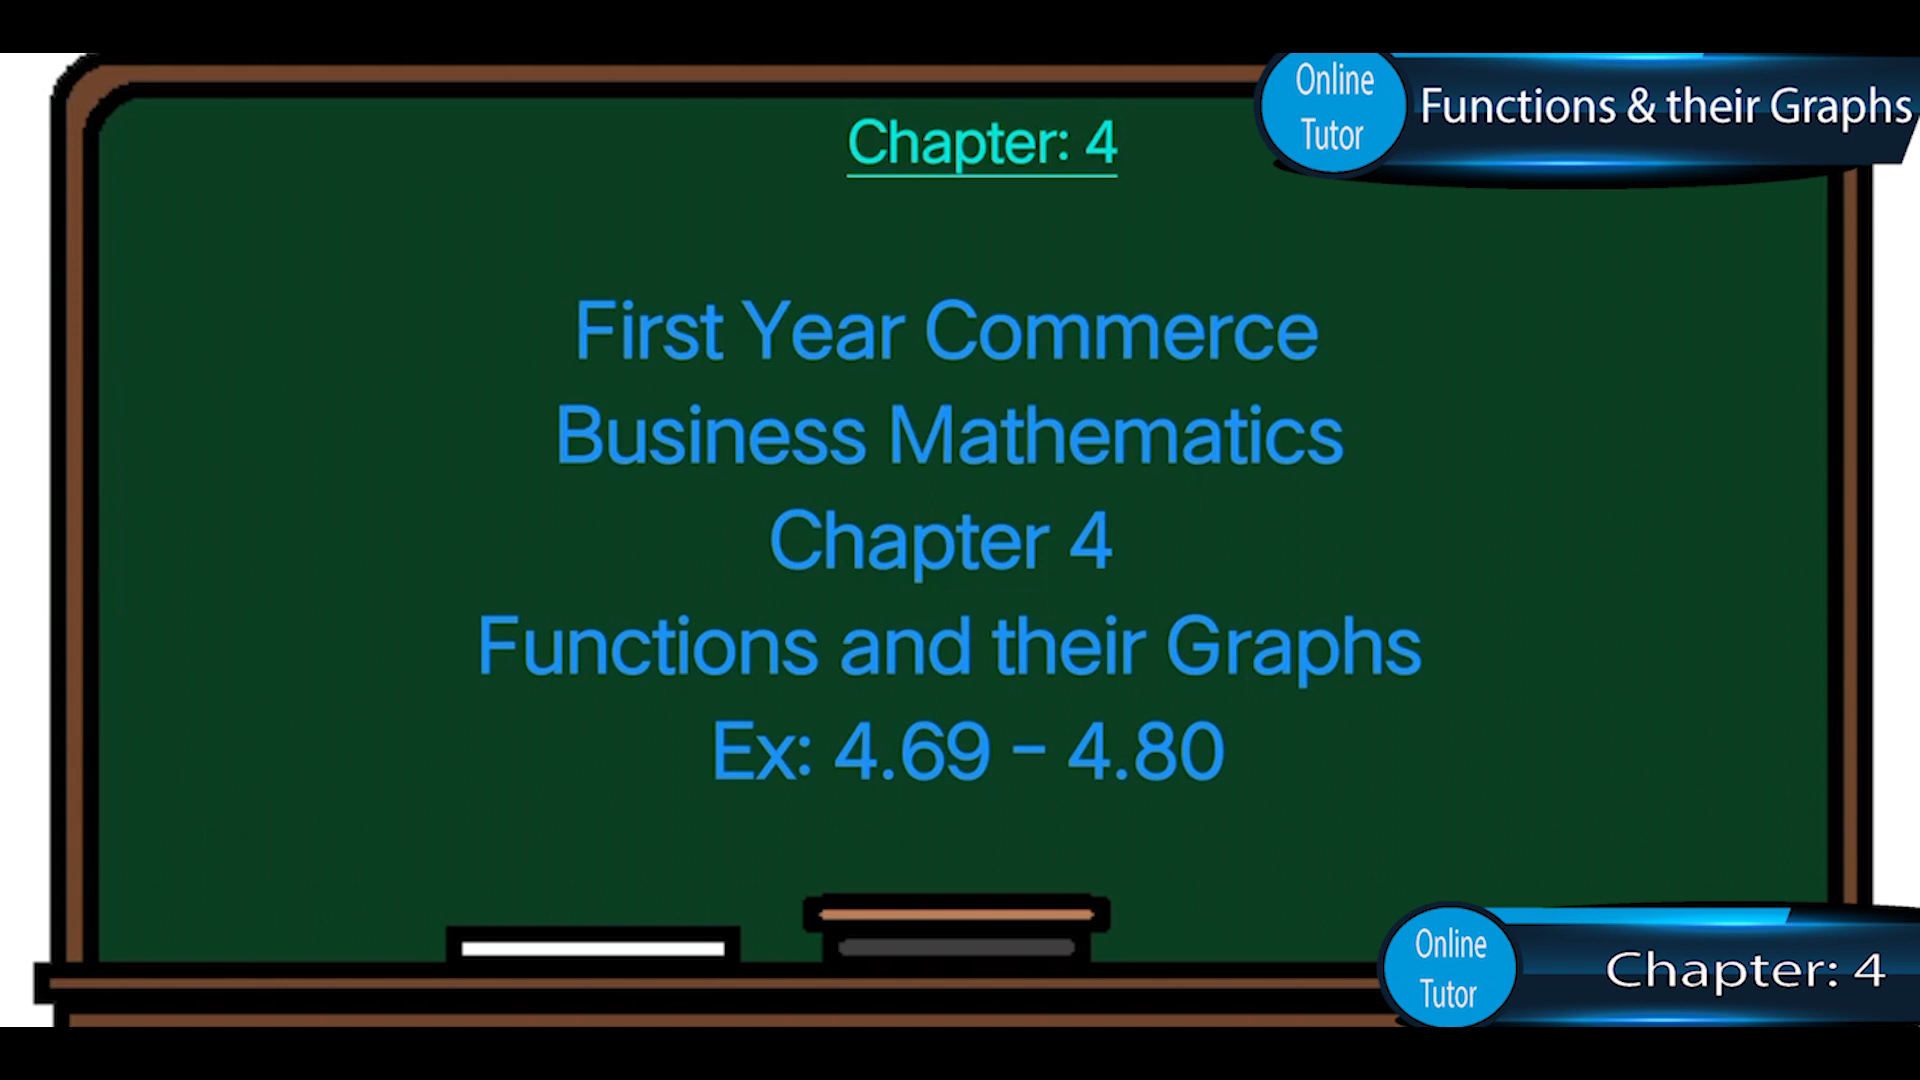 Online
Tutor
Functions & their Graphs
Chapter: 4
First Year Commerce
Business Mathematics
Chapter 4
Functions and their Graphs
Ex: 4.69 – 4.80
Online
Tutor
Chapter: 4